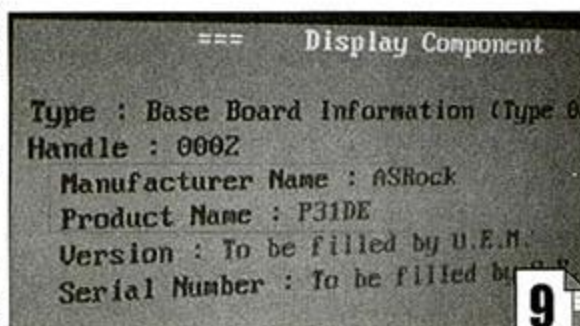 === Display Component
Type : Base Board Information (Type
Handle : 0002
Manufacturer Name : ASRock
Product Name : P31DE
Version : To be filled by O.E.M.
Serial Number : To be filled by
9